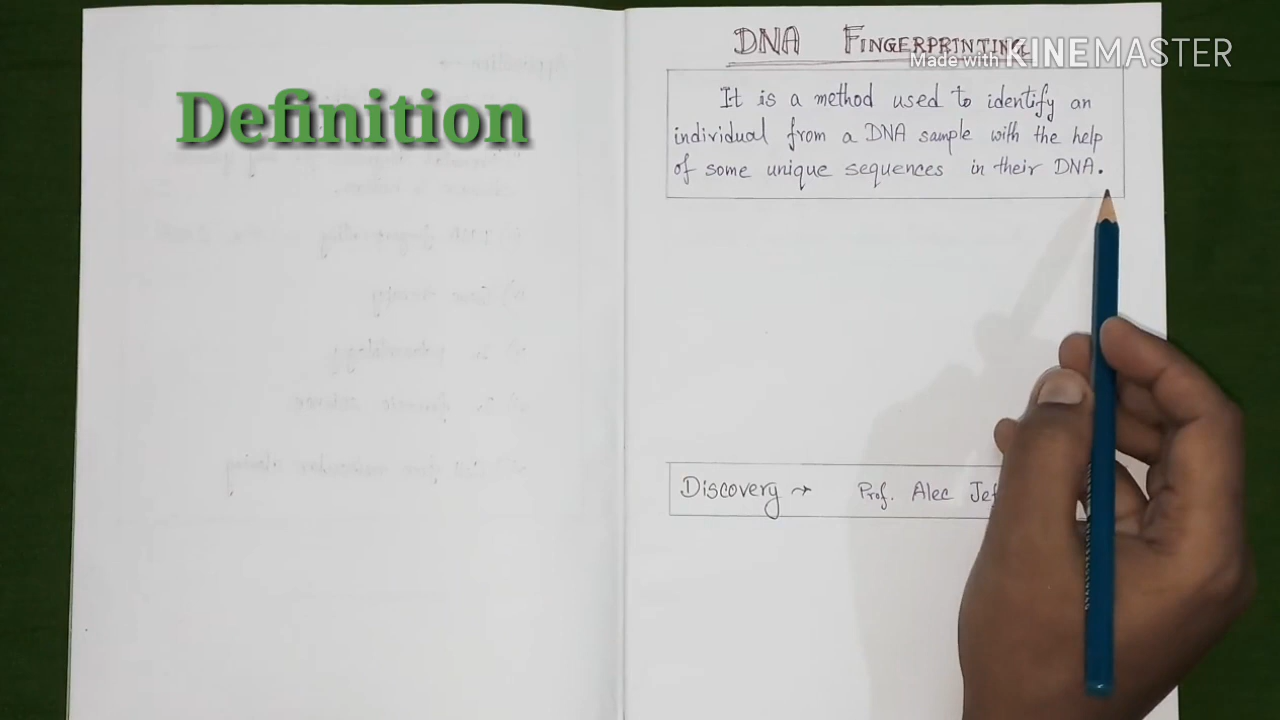 DNA FINGERPRINTING
Made with KINEMASTER
Definition
It is a method used to identify an
individual from a DNA sample with the help
of some unique sequences in their DNA.
Discovery → Prof. Alec Jef